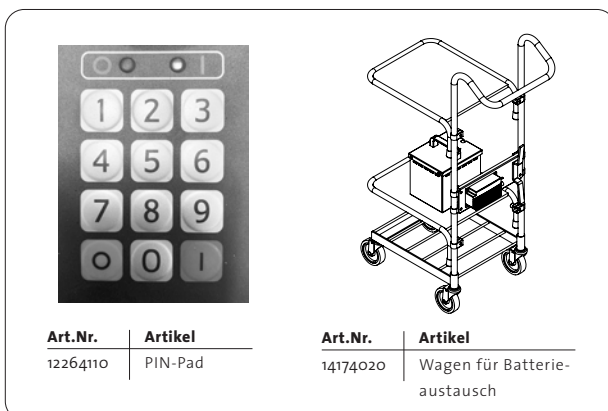 1 2 3
4 5 6
7 8 9
O 0 I
Art.Nr. Artikel
12264110 PIN-Pad
Art.Nr. Artikel
14174020 Wagen für Batterie-
austausch